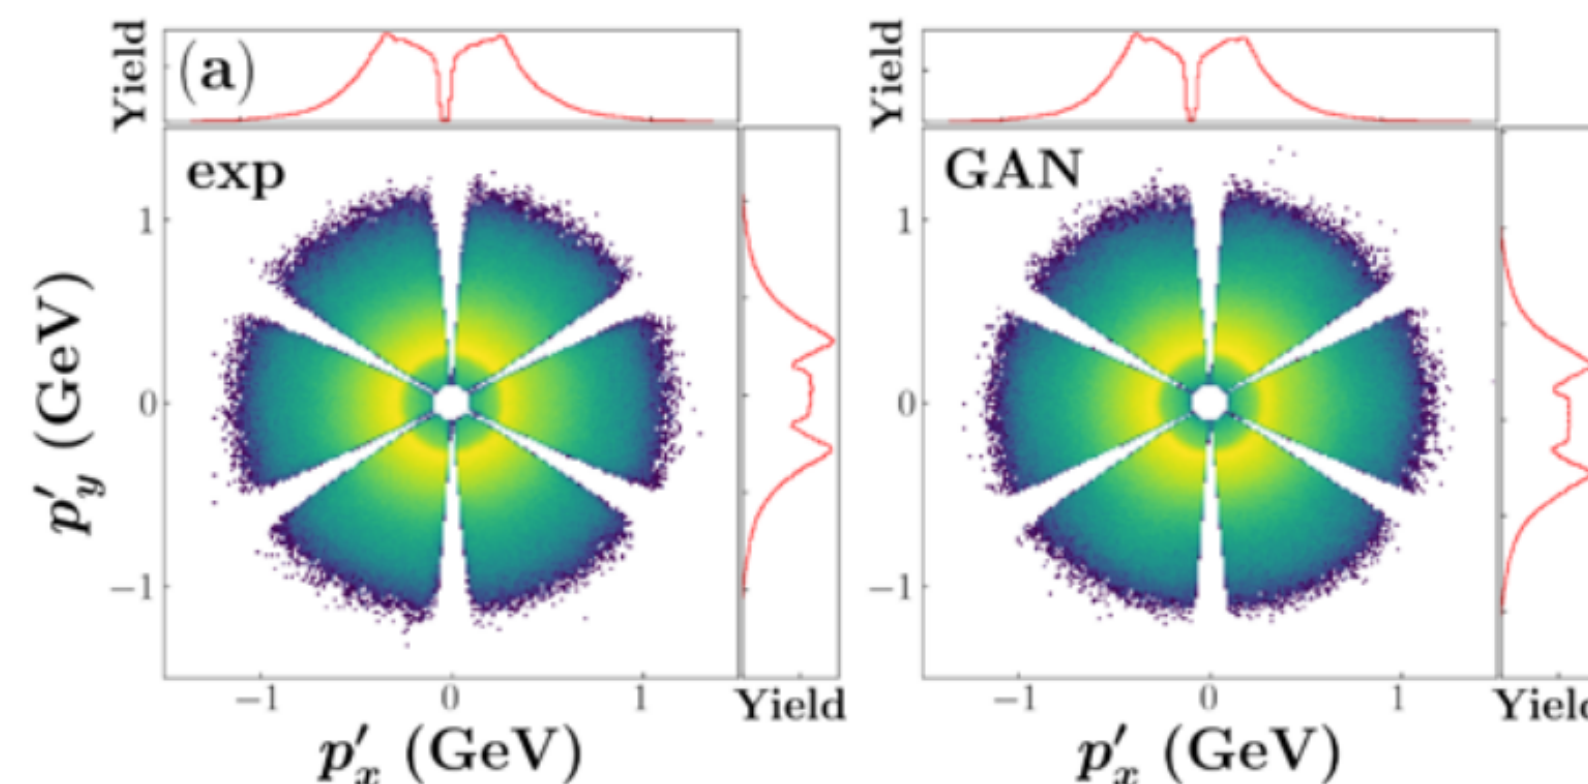 Yield (a) Yield
exp GAN
p′y (GeV)
1 1
0 0
−1 −1
−1 0 1 Yield −1 0 1 Yield
p′x (GeV) p′x (GeV)